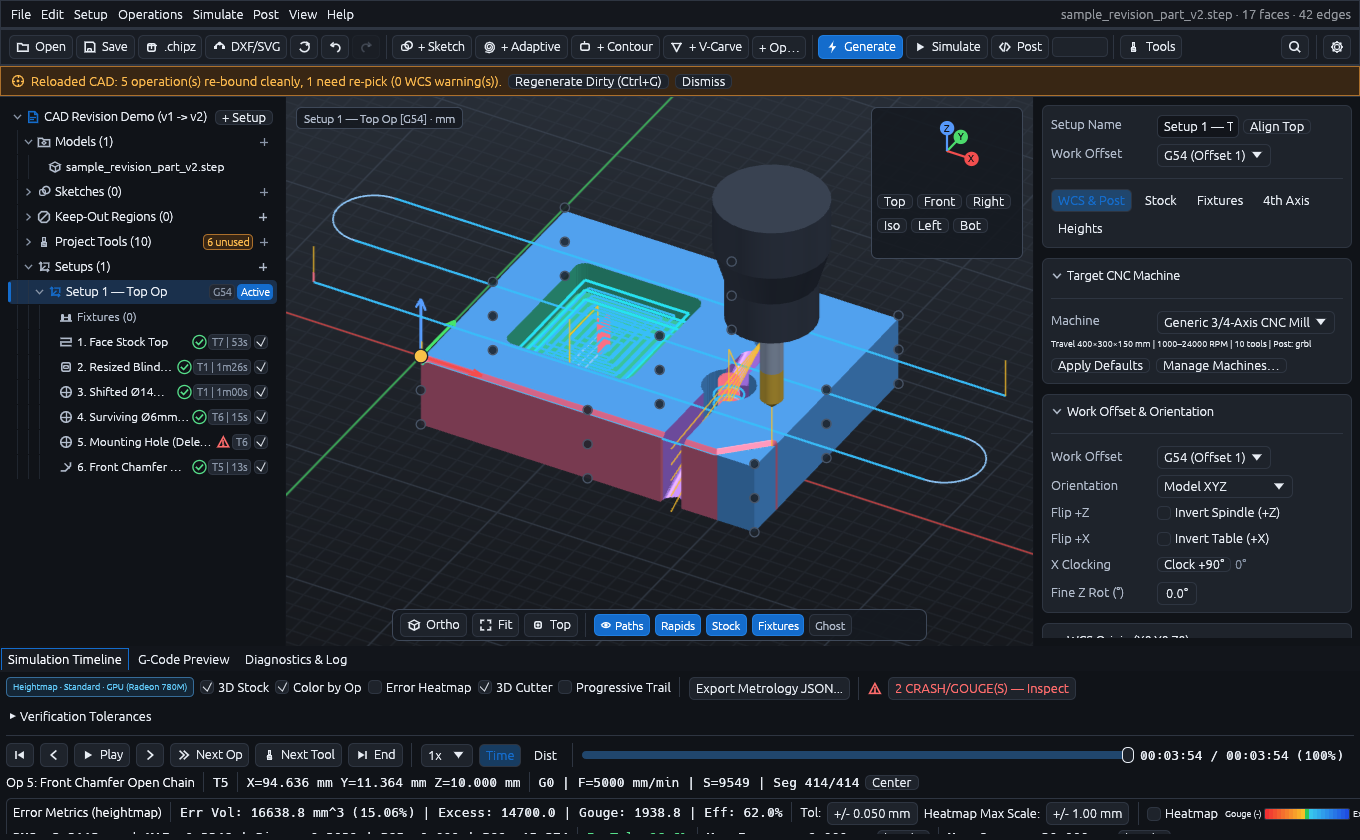 File Edit Setup Operations Simulate Post View Help
sample_revision_part_v2.step · 17 faces · 42 edges
Open Save .chipz DXF/SVG + Sketch + Adaptive + Contour + V-Carve + Op… Generate Simulate Post Tools
Reloaded CAD: 5 operation(s) re-bound cleanly, 1 need re-pick (0 WCS warning(s)). Regenerate Dirty (Ctrl+G) Dismiss
CAD Revision Demo (v1 -> v2) + Setup
Models (1) +
sample_revision_part_v2.step
Sketches (0) +
Keep-Out Regions (0) +
Project Tools (10) 6 unused +
Setups (1) +
Setup 1 — Top Op G54 Active
Fixtures (0)
1. Face Stock Top T7 | 53s
2. Resized Blind… T1 | 1m26s
3. Shifted Ø14… T1 | 1m00s
4. Surviving Ø6mm… T6 | 15s
5. Mounting Hole (Dele… T6
6. Front Chamfer … T5 | 13s
Setup 1 — Top Op [G54] · mm
Z
Y
X
Top Front Right
Iso Left Bot
Ortho Fit Top Paths Rapids Stock Fixtures Ghost
Setup Name Setup 1 — T Align Top
Work Offset G54 (Offset 1)
WCS & Post Stock Fixtures 4th Axis
Heights
Target CNC Machine
Machine Generic 3/4-Axis CNC Mill
Travel 400×300×150 mm | 1000–24000 RPM | 10 tools | Post: grbl
Apply Defaults Manage Machines…
Work Offset & Orientation
Work Offset G54 (Offset 1)
Orientation Model XYZ
Flip +Z Invert Spindle (+Z)
Flip +X Invert Table (+X)
X Clocking Clock +90° 0°
Fine Z Rot (°) 0.0°
Simulation Timeline G-Code Preview Diagnostics & Log
Heightmap · Standard · GPU (Radeon 780M) 3D Stock Color by Op Error Heatmap 3D Cutter Progressive Trail Export Metrology JSON… 2 CRASH/GOUGE(S) — Inspect
Verification Tolerances
Play Next Op Next Tool End 1x Time Dist 00:03:54 / 00:03:54 (100%)
Op 5: Front Chamfer Open Chain T5 X=94.636 mm Y=11.364 mm Z=10.000 mm G0 | F=5000 mm/min | S=9549 | Seg 414/414 Center
Error Metrics (heightmap) Err Vol: 16638.8 mm^3 (15.06%) | Excess: 14700.0 | Gouge: 1938.8 | Eff: 62.0% Tol: +/- 0.050 mm Heatmap Max Scale: +/- 1.00 mm Heatmap Gouge (-)